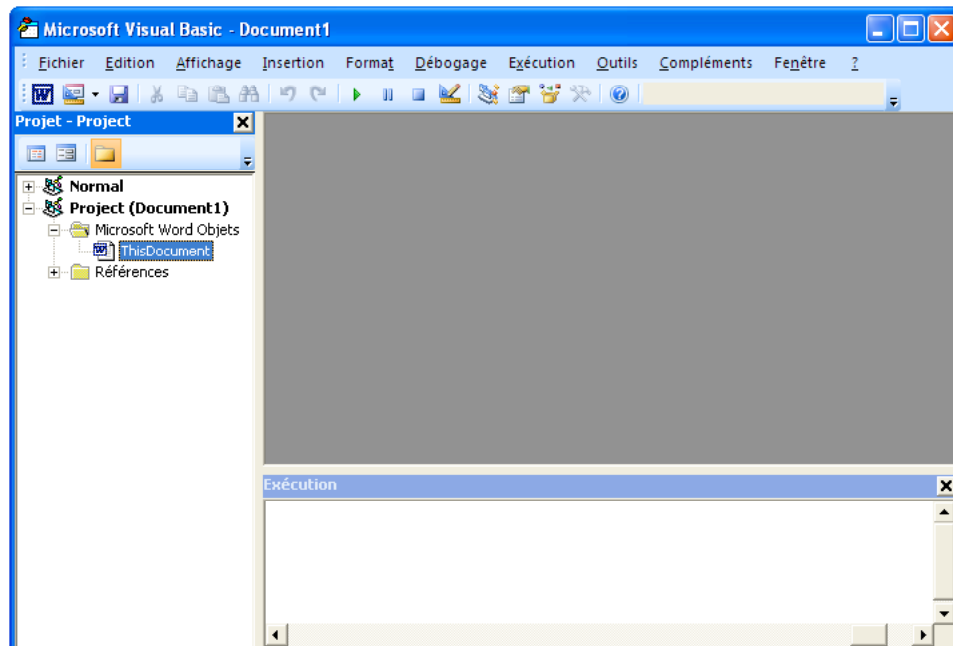 Microsoft Visual Basic - Document1
Fichier Edition Affichage Insertion Format Débogage Exécution Outils Compléments Fenêtre ?
Projet - Project
Normal
Project (Document1)
Microsoft Word Objets
ThisDocument
Références
Exécution